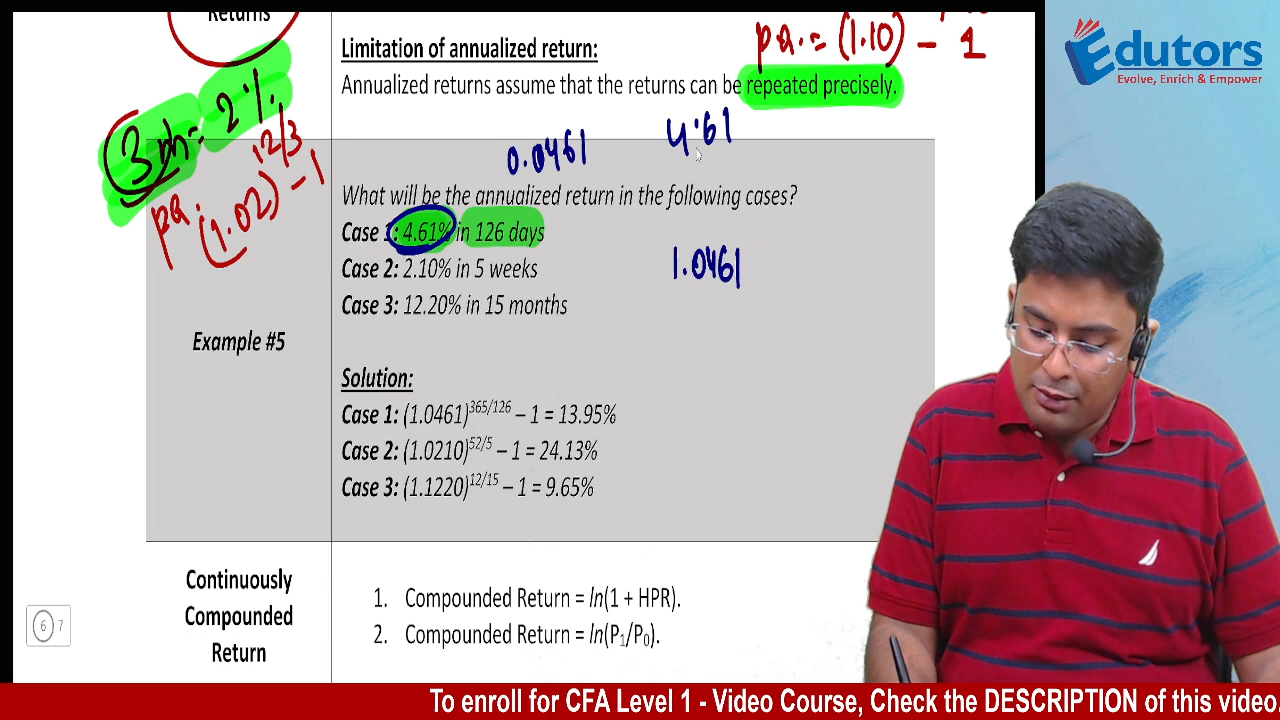 Returns
pa. = (1.10) - 1
Limitation of annualized return:
Annualized returns assume that the returns can be repeated precisely.
3 ph = 2%
pa. (1.02)^12/3 - 1
0.0461
4.61
What will be the annualized return in the following cases?
Case 1: 4.61% in 126 days
Case 2: 2.10% in 5 weeks
Case 3: 12.20% in 15 months
1.0461
Example #5
Solution:
Case 1: (1.0461)^365/126 – 1 = 13.95%
Case 2: (1.0210)^52/5 – 1 = 24.13%
Case 3: (1.1220)^12/15 – 1 = 9.65%
Continuously
Compounded
Return
1. Compounded Return = ln(1 + HPR).
2. Compounded Return = ln(P₁/P₀).
6 7
Edutors
Evolve, Enrich & Empower
To enroll for CFA Level 1 - Video Course, Check the DESCRIPTION of this video.